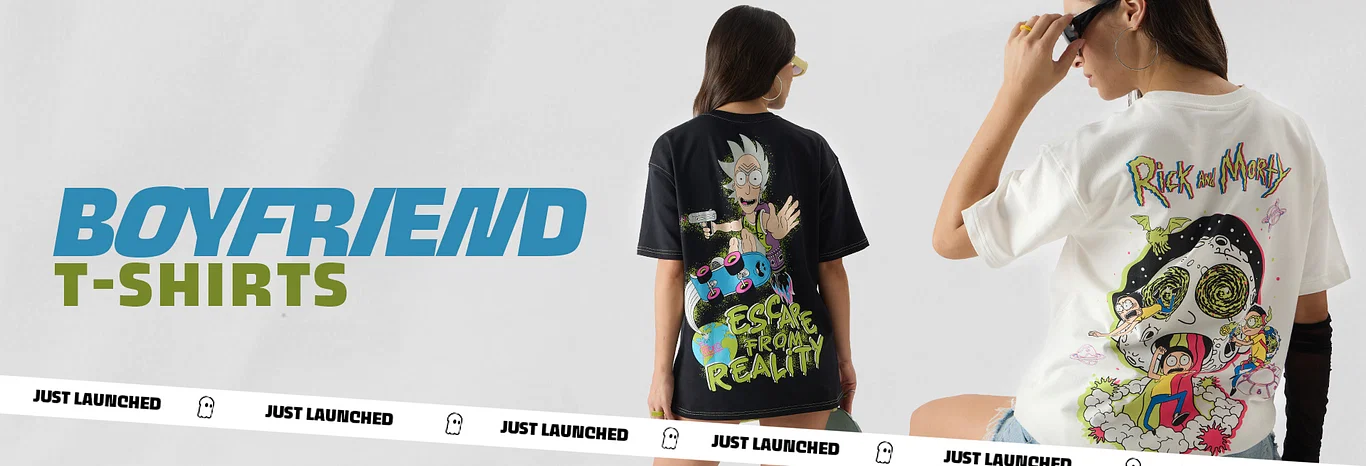 BOYFRIEND
T-SHIRTS
ESCAPE
FROM
REALITY
RICK AND MORTY
JUST LAUNCHED
JUST LAUNCHED
JUST LAUNCHED
JUST LAUNCHED
JUST LAUNCHED